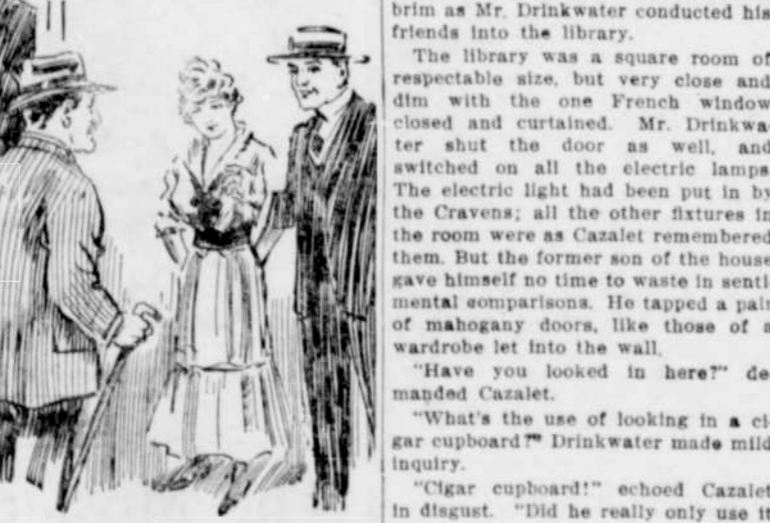 brim as Mr. Drinkwater conducted his
friends into the library.
The library was a square room of
respectable size, but very close and
dim with the one French window
closed and curtained. Mr. Drinkwa-
ter shut the door as well, and
switched on all the electric lamps.
The electric light had been put in by
the Cravens; all the other fixtures in
the room were as Cazalet remembered
them. But the former son of the house
gave himself no time to waste in senti-
mental comparisons. He tapped a pair
of mahogany doors, like those of a
wardrobe let into the wall.
"Have you looked in here?" de-
manded Cazalet.
"What's the use of looking in a ci-
gar cupboard?" Drinkwater made mild
inquiry.
"Cigar cupboard!" echoed Cazalet
in disgust. "Did he really only use it